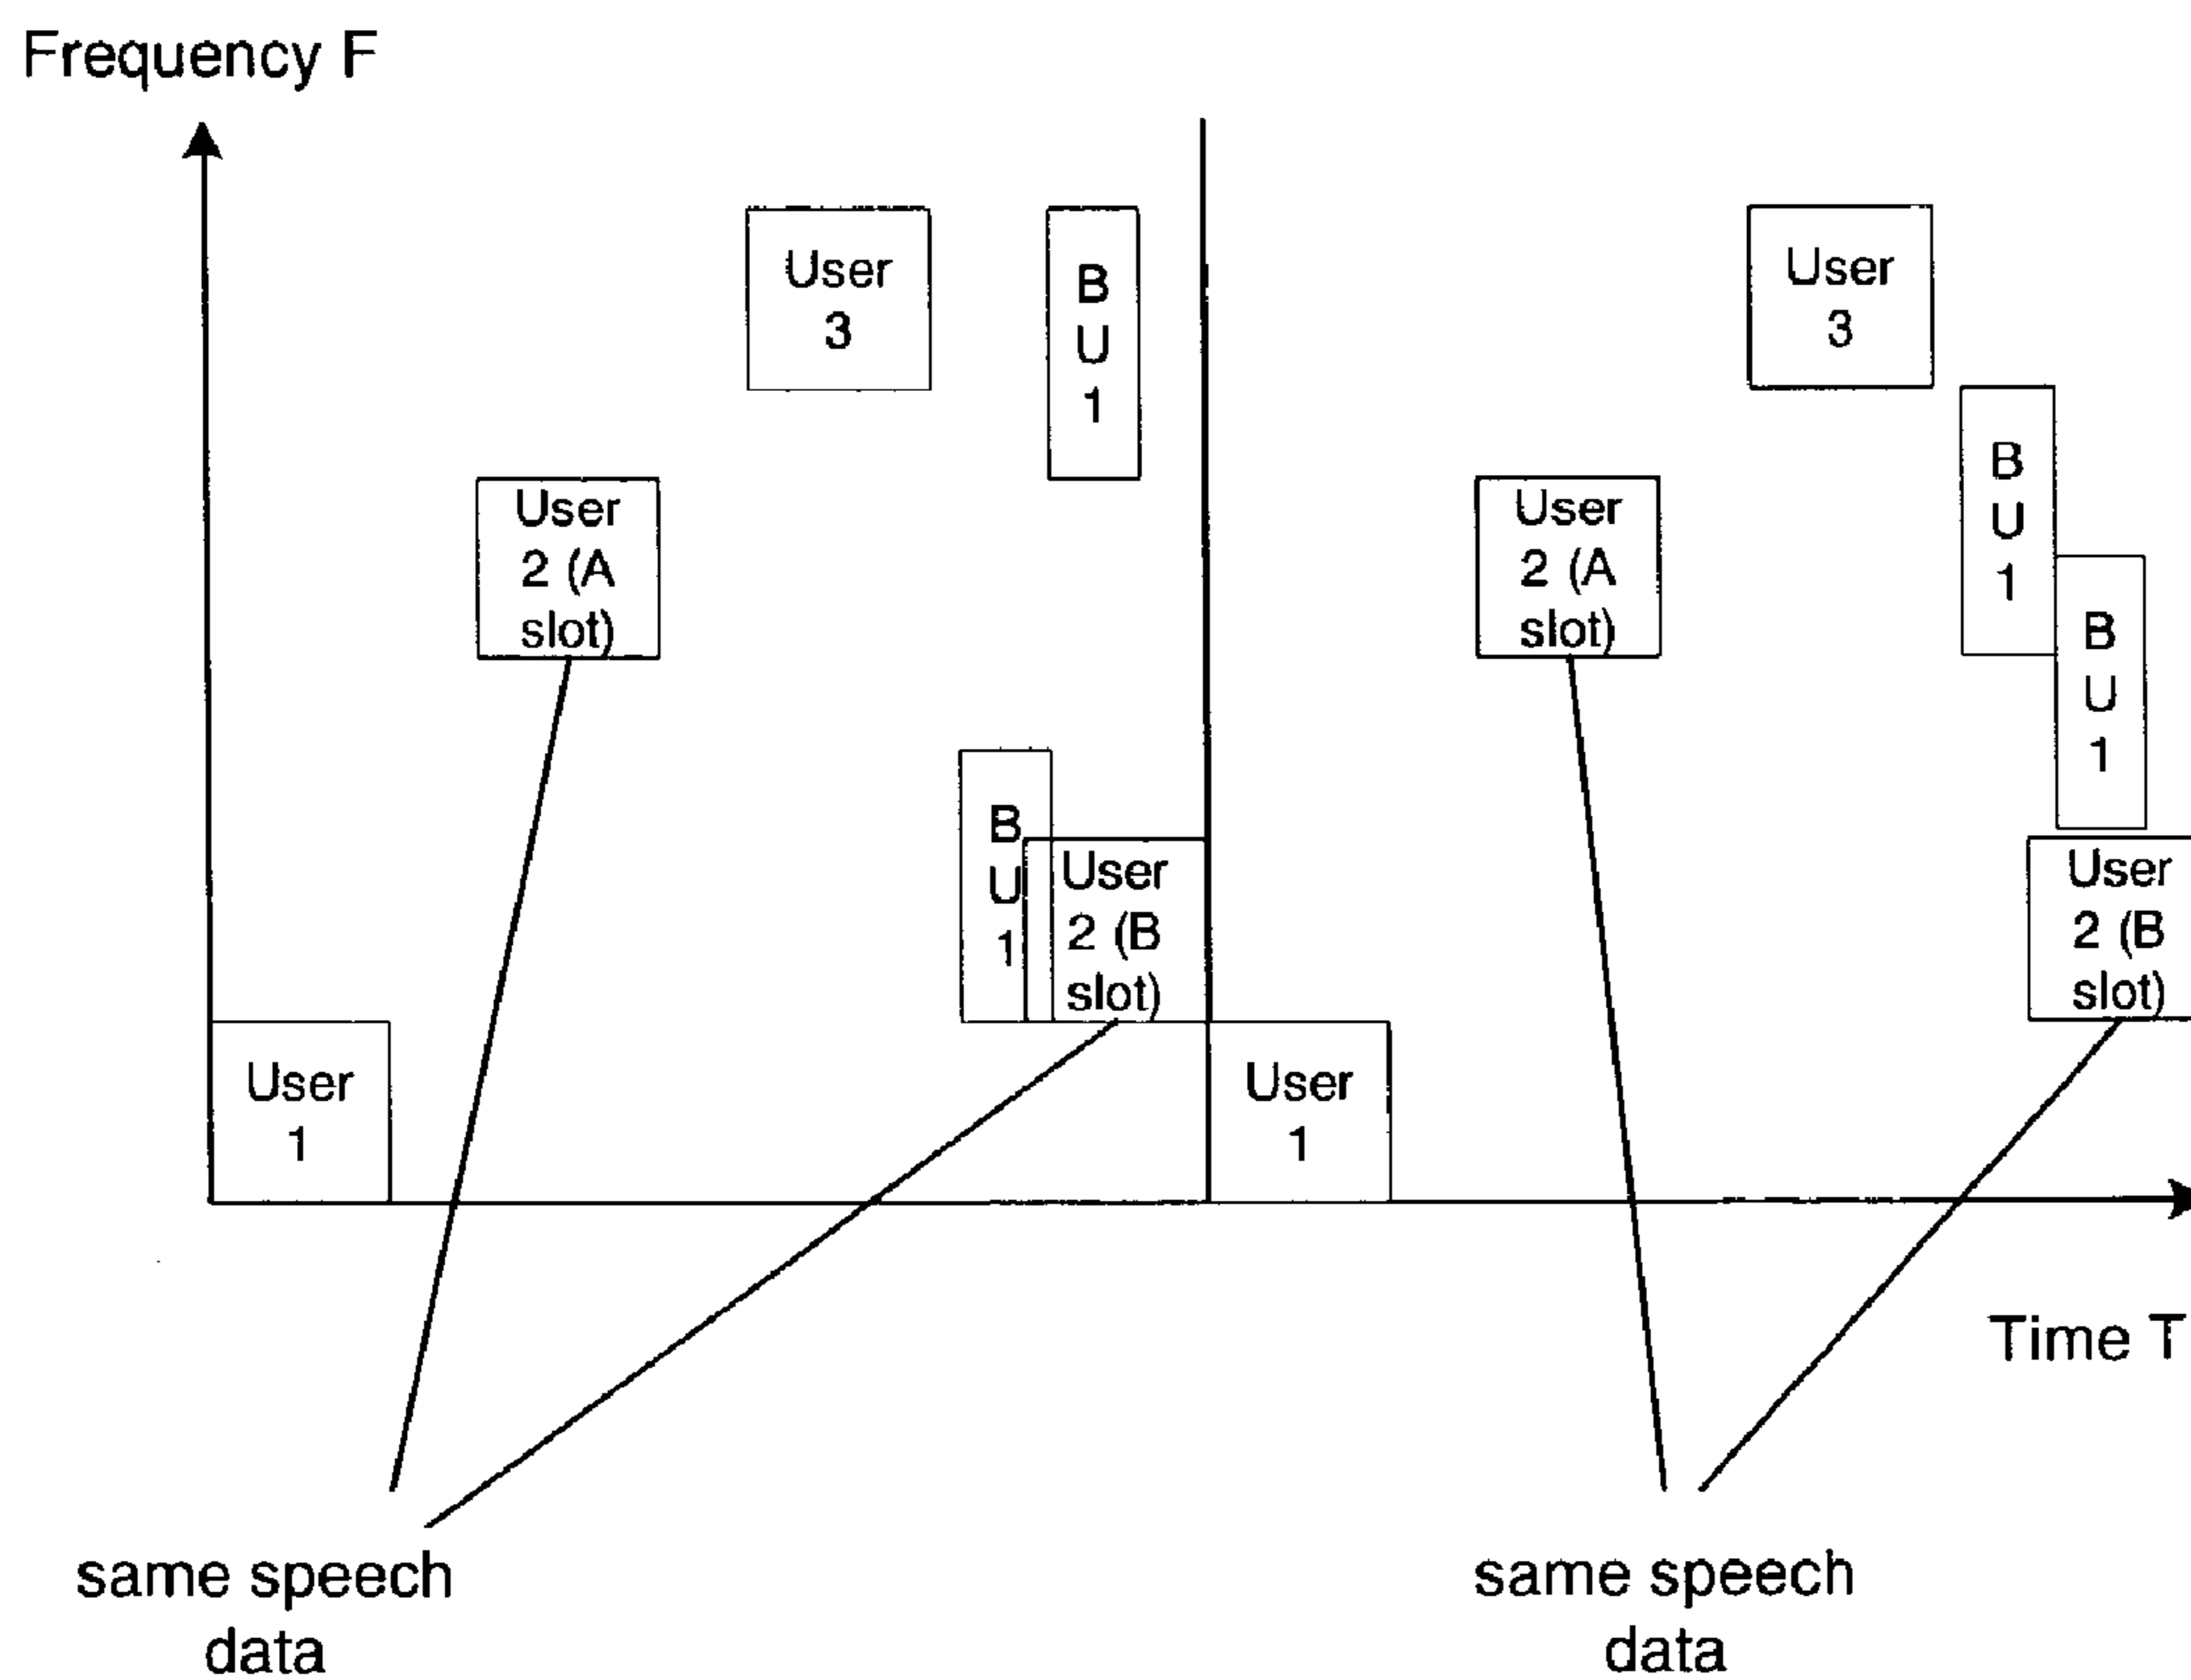 Frequency F
User
3
B
U
1
User
3
User
2 (A
slot)
B
U
1
User
2 (A
slot)
B
U
1
B
U
1
User
2 (B
slot)
User
2 (B
slot)
User
1
User
1
Time T
same speech
data
same speech
data